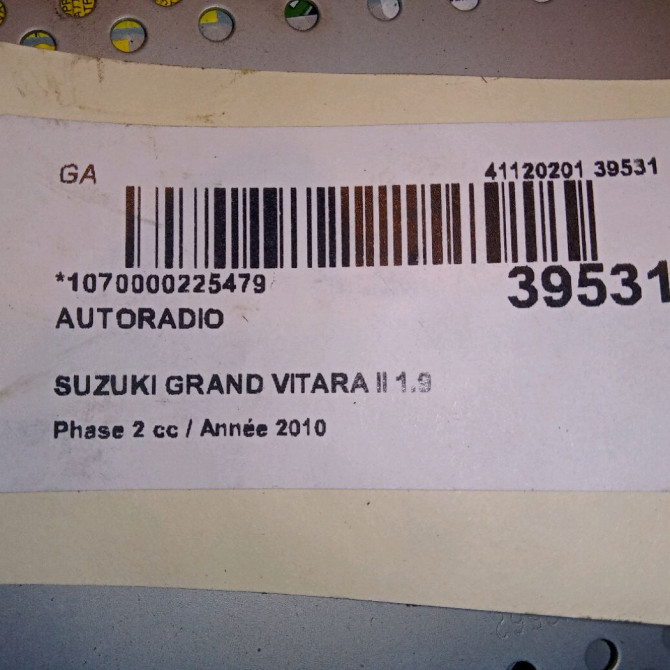 GA
41120201 39531
*1070000225479
39531
AUTORADIO
SUZUKI GRAND VITARA II 1.9
Phase 2 cc / Année 2010